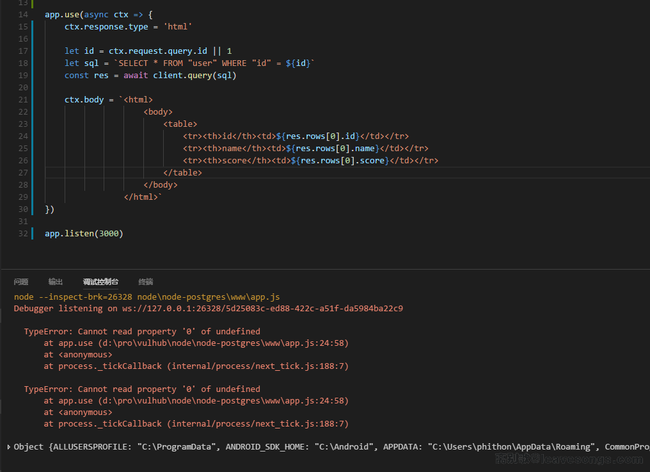 13
14 app.use(async ctx => {
15 ctx.response.type = 'html'
16
17 let id = ctx.request.query.id || 1
18 let sql = `SELECT * FROM "user" WHERE "id" = ${id}`
19 const res = await client.query(sql)
20
21 ctx.body = `<html>
22 <body>
23 <table>
24 <tr><th>id</th><td>${res.rows[0].id}</td></tr>
25 <tr><th>name</th><td>${res.rows[0].name}</td></tr>
26 <tr><th>score</th><td>${res.rows[0].score}</td></tr>
27 </table>
28 </body>
29 </html>`
30 })
31
32 app.listen(3000)
问题 输出 调试控制台 终端
node --inspect-brk=26328 node\node-postgres\www\app.js
Debugger listening on ws://127.0.0.1:26328/5d25083c-ed88-422c-a51f-da5984ba22c9
TypeError: Cannot read property '0' of undefined
at app.use (d:\pro\vulhub\node\node-postgres\www\app.js:24:58)
at <anonymous>
at process._tickCallback (internal/process/next_tick.js:188:7)
TypeError: Cannot read property '0' of undefined
at app.use (d:\pro\vulhub\node\node-postgres\www\app.js:24:58)
at <anonymous>
at process._tickCallback (internal/process/next_tick.js:188:7)
Object {ALLUSERSPROFILE: "C:\ProgramData", ANDROID_SDK_HOME: "C:\Android", APPDATA: "C:\Users\phithon\AppData\Roaming", CommonPro